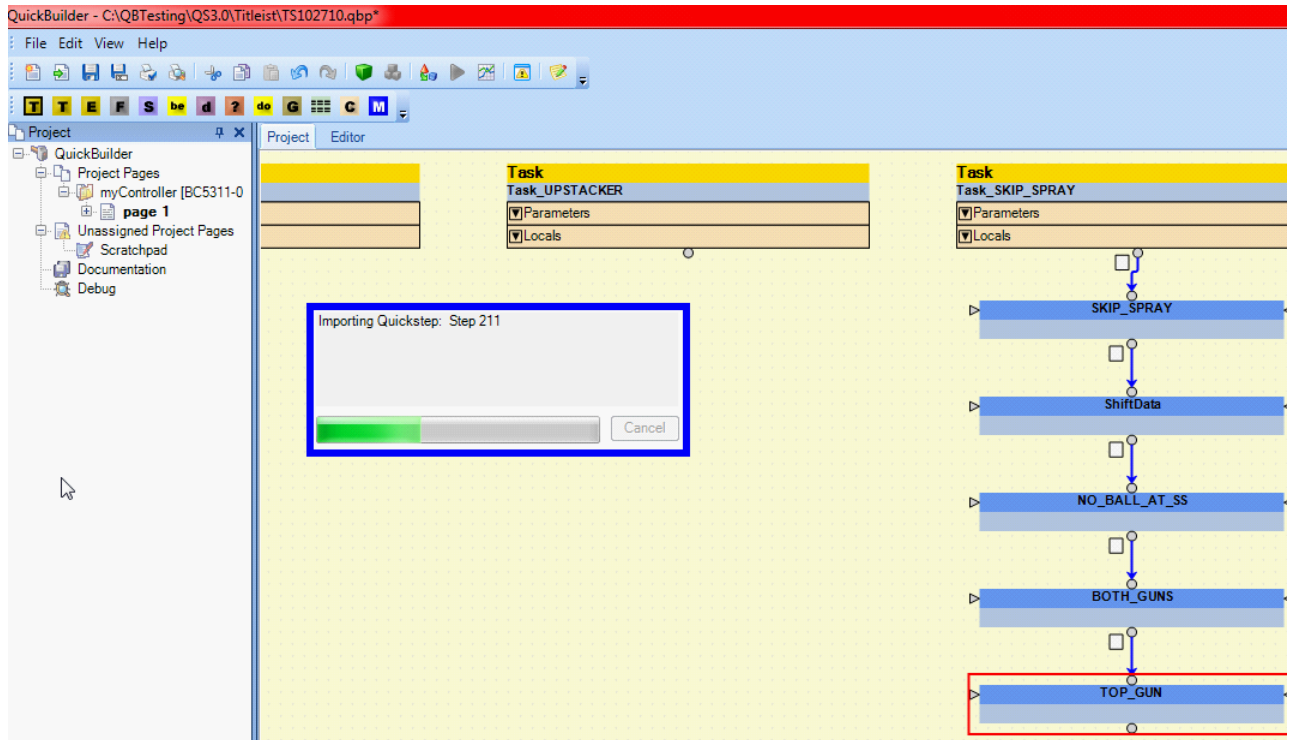 QuickBuilder - C:\QBTesting\QS3.0\Titleist\TS102710.qbp*
File Edit View Help
T T E F S be d ? do G C M
Project
QuickBuilder
Project Pages
myController [BC5311-0
page 1
Unassigned Project Pages
Scratchpad
Documentation
Debug
Project Editor
Task
Task_UPSTACKER
Parameters
Locals
Importing Quickstep: Step 211
Cancel
Task
Task_SKIP_SPRAY
Parameters
Locals
SKIP_SPRAY
ShiftData
NO_BALL_AT_SS
BOTH_GUNS
TOP_GUN